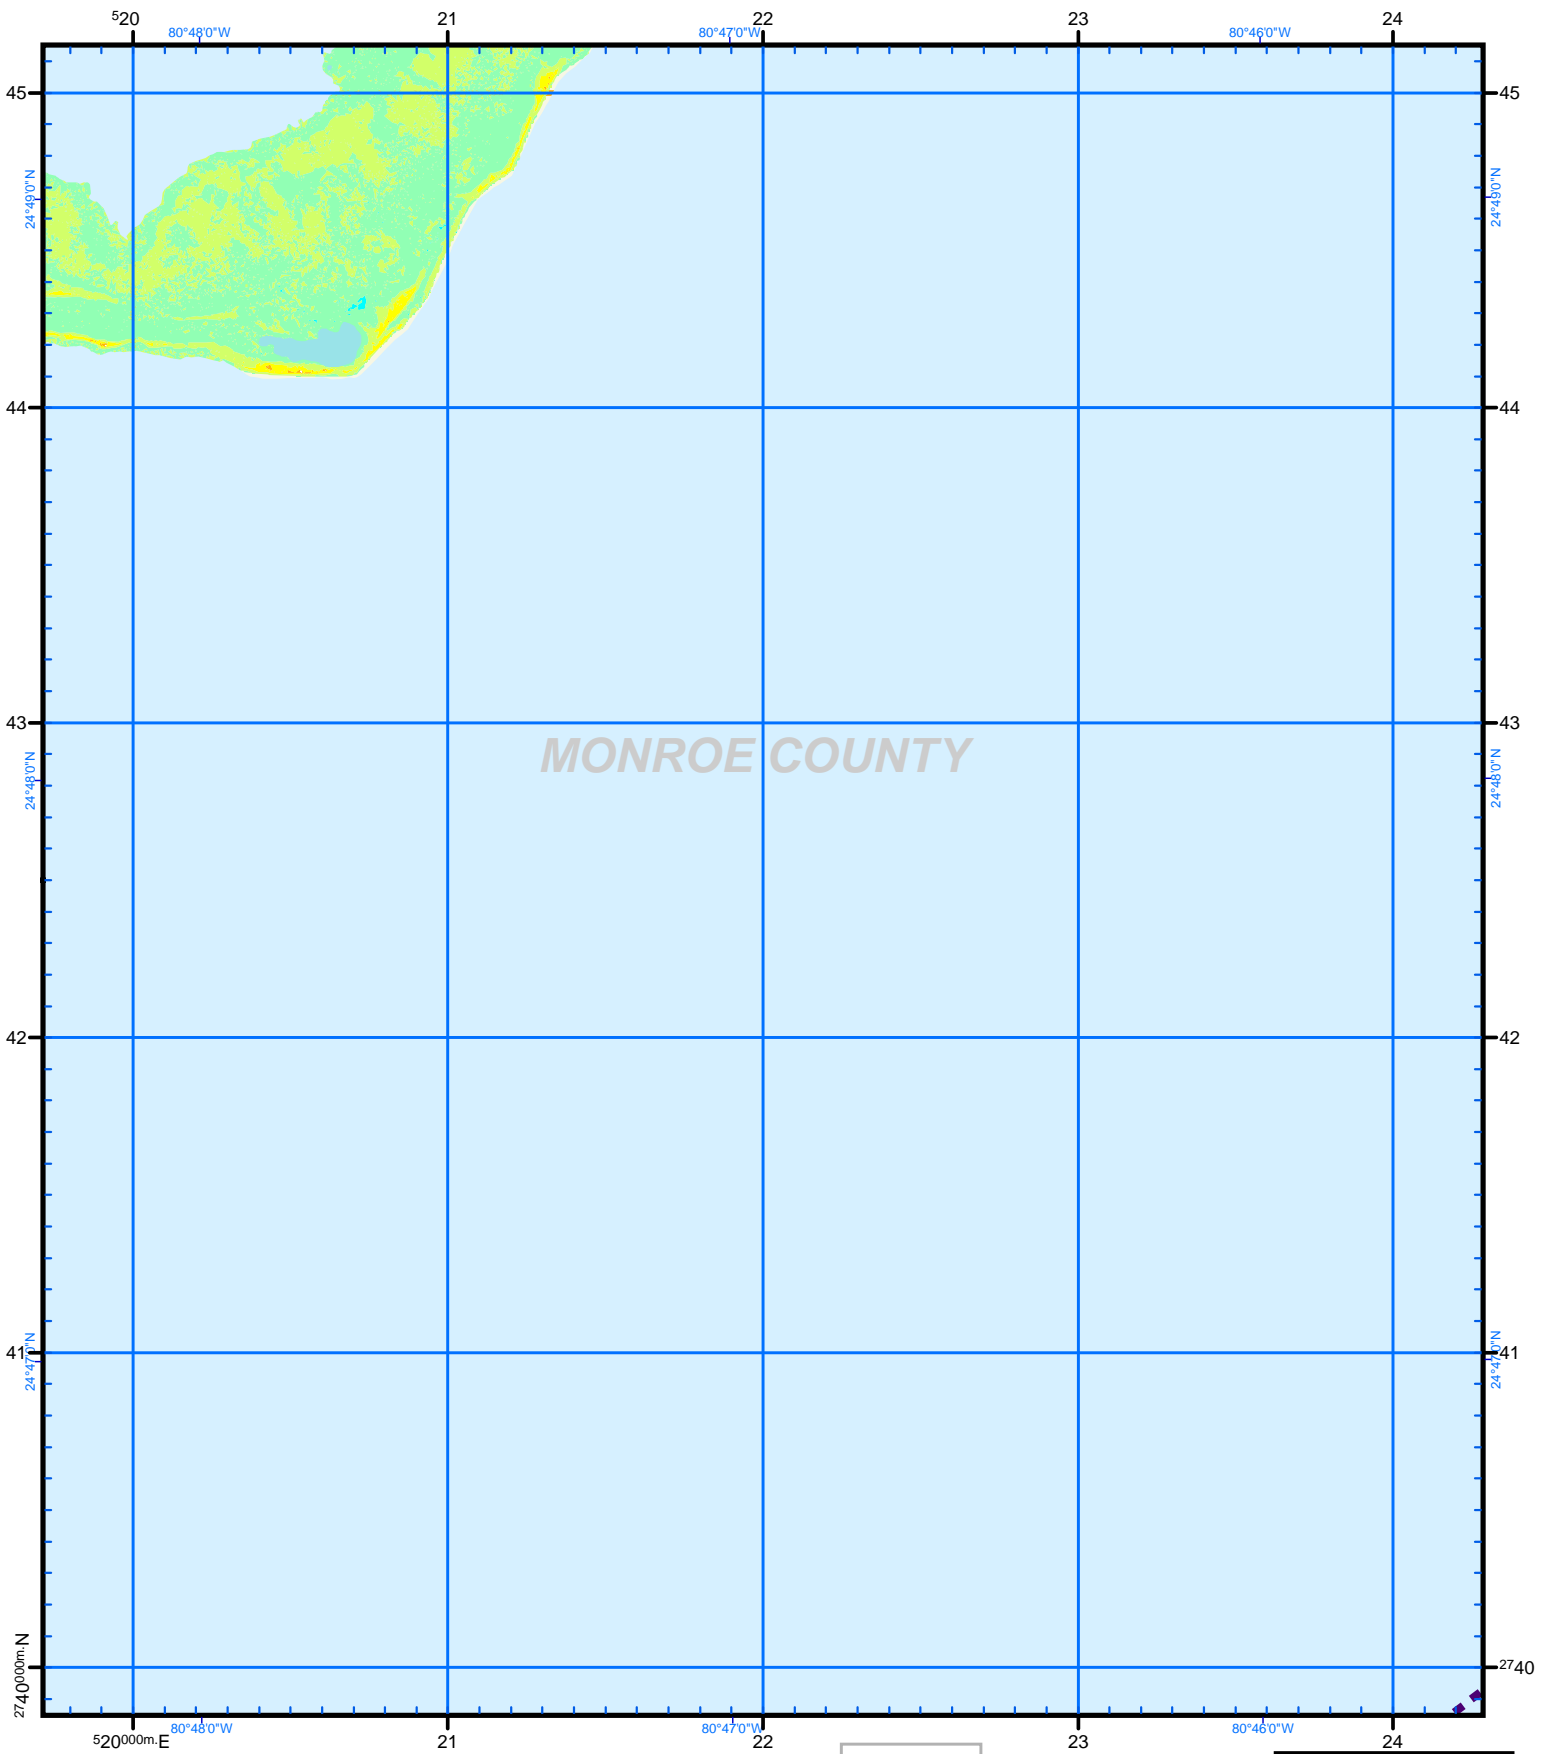 520 21 22 23 24
80°48'0"W 80°47'0"W 80°46'0"W
45 45
24°49'0"N 24°49'0"N
44 44
43 43
MONROE COUNTY
24°48'0"N 24°48'0"N
42 42
41 41
24°47'0"N 24°47'0"N
2740000m.N 2740
80°48'0"W 80°47'0"W 80°46'0"W
520000m.E 21 22 23 24